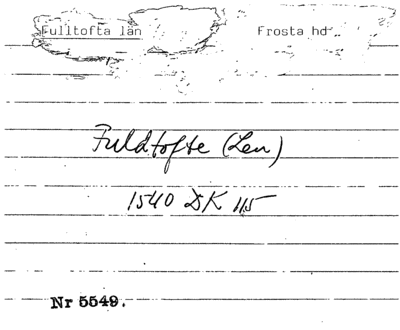 Fulltofta län Frosta hd
Fuldtofte (Len)
1540 DK 115
Nr 5549.